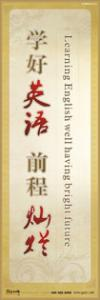 学好英语前程灿烂
Learning English well having bright future